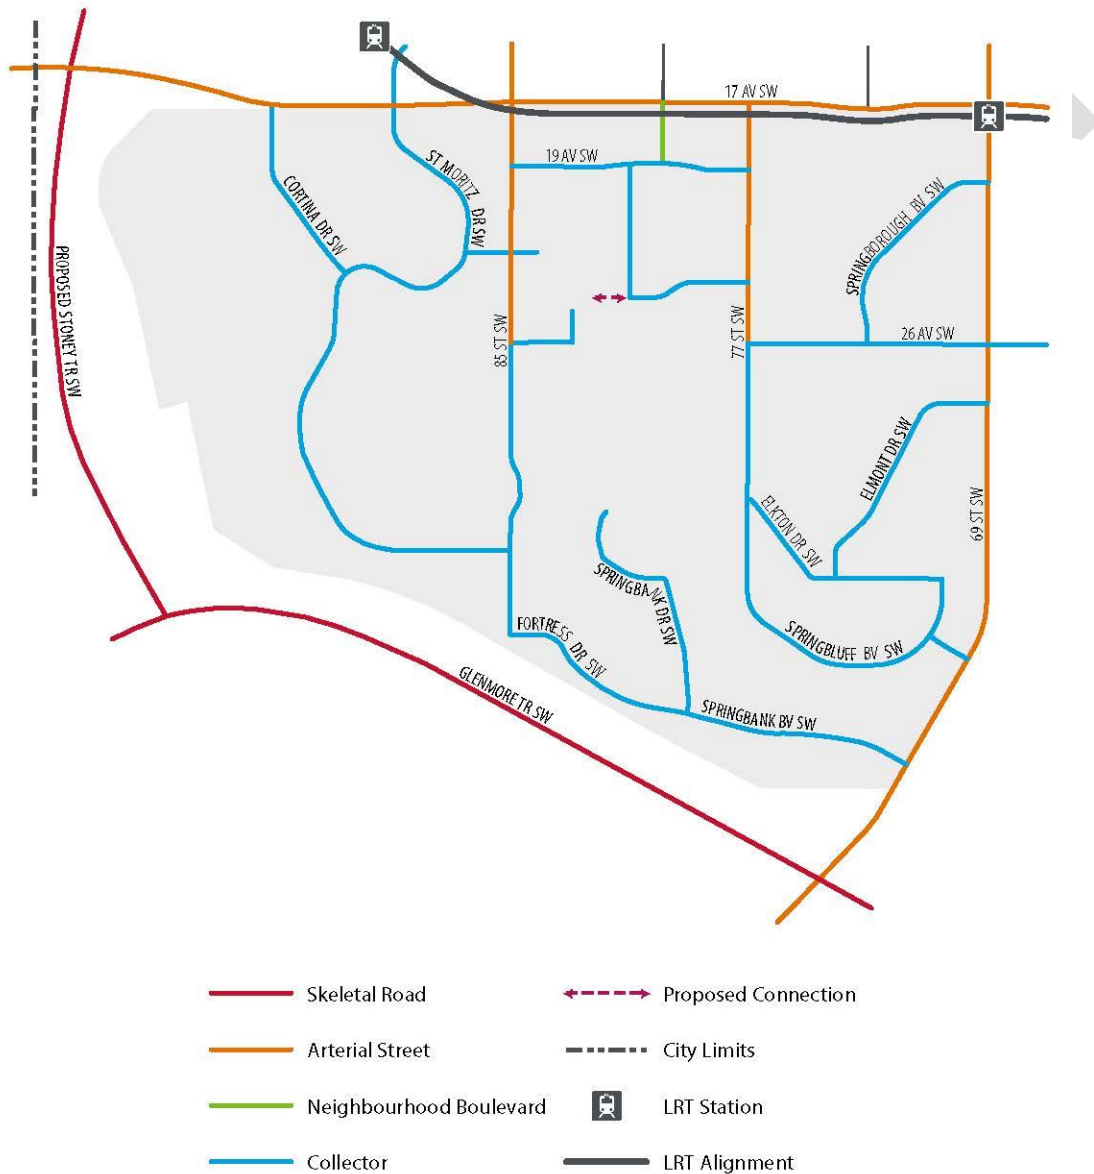 17 AV SW
19 AV SW
ST MORITZ DR SW
CORTINA DR SW
SPRINGBOROUGH BV SW
PROPOSED STONEY TR SW
85 ST SW
77 ST SW
26 AV SW
ELMONT DR SW
69 ST SW
ELKTON DR SW
SPRINGBANK DR SW
FORTRESS DR SW
SPRINGBLUFF BV SW
GLENMORE TR SW
SPRINGBANK BV SW
Skeletal Road
Proposed Connection
Arterial Street
City Limits
Neighbourhood Boulevard
LRT Station
Collector
LRT Alignment